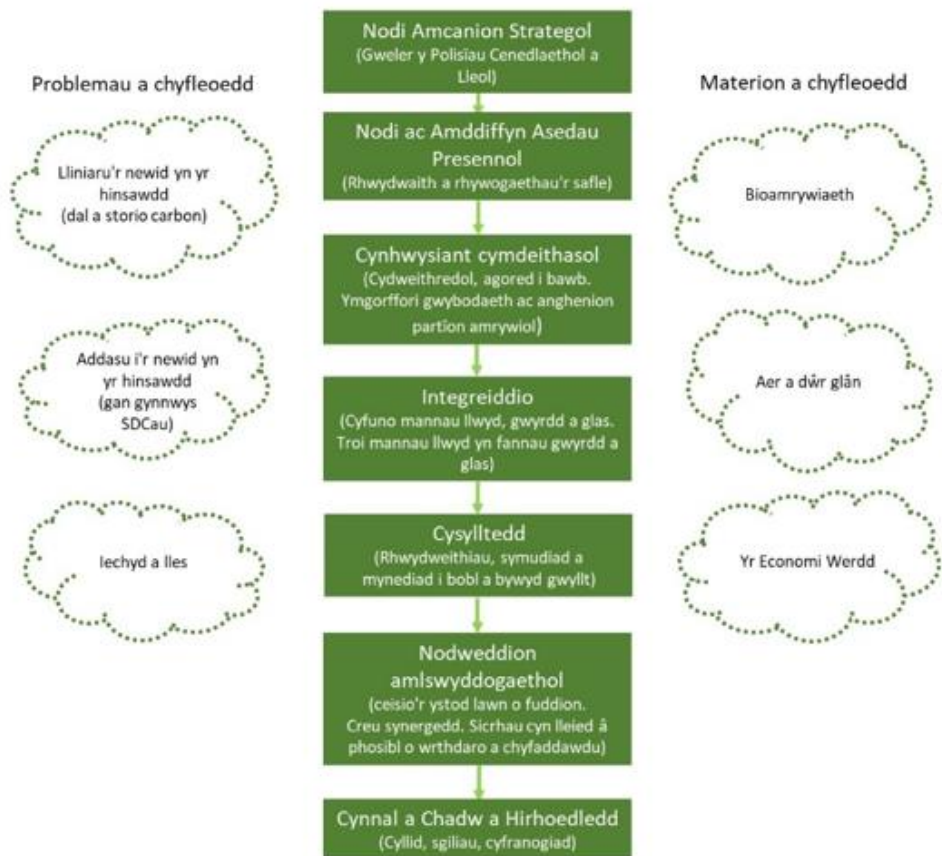 Problemau a chyfleoedd
Lliniaru'r newid yn yr
hinsawdd
(dal a storio carbon)
Addasu i'r newid yn
yr hinsawdd
(gan gynnwys
SDCau)
Iechyd a lles
Nodi Amcanion Strategol
(Gweler y Polisïau Cenedlaethol a
Lleol)
Nodi ac Amddiffyn Asedau
Presennol
(Rhwydwaith a rhywogaethau'r safle)
Cynhwysiant cymdeithasol
(Cydweithredol, agored i bawb.
Ymgorffori gwybodaeth ac anghenion
partïon amrywiol)
Integreiddio
(Cyfuno mannau llwyd, gwyrdd a glas.
Troi mannau llwyd yn fannau gwyrdd a
glas)
Cysylltedd
(Rhwydweithiau, symudiad a
mynediad i bobl a bywyd gwyllt)
Nodweddion
amlswyddogaethol
(ceisio'r ystod lawn o fuddion.
Creu synergedd. Sicrhau cyn lleied â
phosibl o wrthdaro a chyfaddawdu)
Cynnal a Chadw a Hirhoedledd
(Cyllid, sgiliau, cyfranogiad)
Materion a chyfleoedd
Bioamrywiaeth
Aer a dŵr glân
Yr Economi Werdd